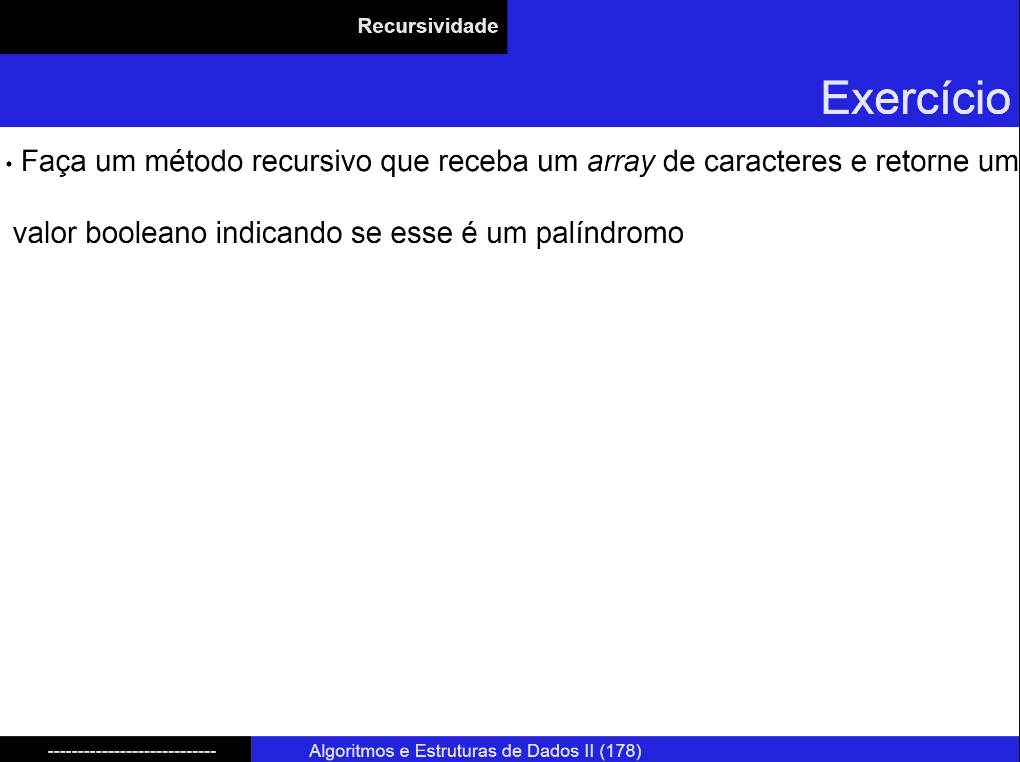 Recursividade
Exercício
• Faça um método recursivo que receba um array de caracteres e retorne um
valor booleano indicando se esse é um palíndromo
----------------------------
Algoritmos e Estruturas de Dados II (178)